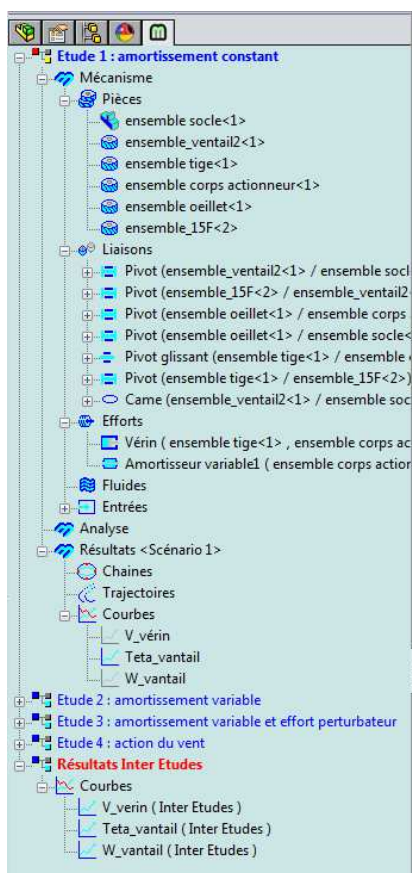 Etude 1 : amortissement constant
Mécanisme
Pièces
ensemble socle<1>
ensemble_ventail2<1>
ensemble tige<1>
ensemble corps actionneur<1>
ensemble oeillet<1>
ensemble_15F<2>
Liaisons
Pivot (ensemble_ventail2<1> / ensemble socl
Pivot (ensemble_15F<2> / ensemble_ventail2
Pivot (ensemble oeillet<1> / ensemble corps
Pivot (ensemble oeillet<1> / ensemble socle<
Pivot glissant (ensemble tige<1> / ensemble
Pivot (ensemble tige<1> / ensemble_15F<2>)
Came (ensemble_ventail2<1> / ensemble soc
Efforts
Vérin ( ensemble tige<1> , ensemble corps ac
Amortisseur variable1 ( ensemble corps action
Fluides
Entrées
Analyse
Résultats <Scénario 1>
Chaines
Trajectoires
Courbes
V_vérin
Teta_vantail
W_vantail
Etude 2 : amortissement variable
Etude 3 : amortissement variable et effort perturbateur
Etude 4 : action du vent
Résultats Inter Etudes
Courbes
V_verin ( Inter Etudes )
Teta_vantail ( Inter Etudes )
W_vantail ( Inter Etudes )